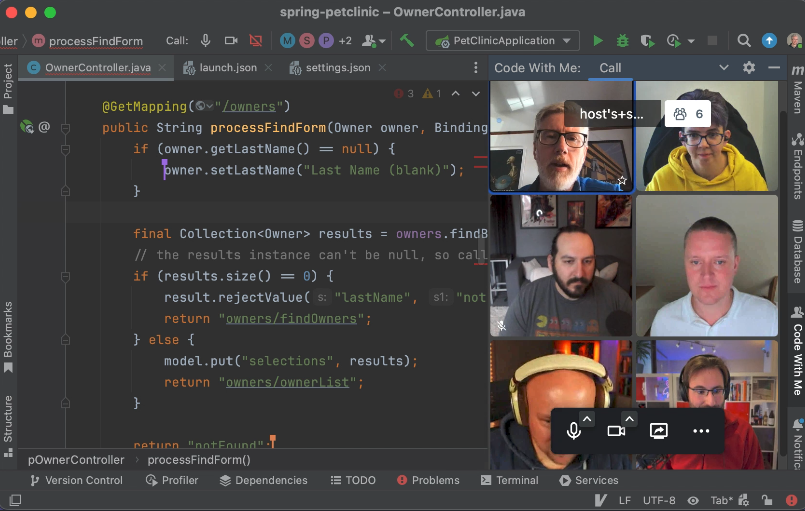 spring-petclinic – OwnerController.java
ller
processFindForm
Call:
M S P +2
PetClinicApplication
Project
OwnerController.java
launch.json
settings.json
Code With Me:
Call
3 1
@GetMapping("/owners")
public String processFindForm(Owner owner, Binding
if (owner.getLastName() == null) {
owner.setLastName("Last Name (blank)");
}
final Collection<Owner> results = owners.findB
// the results instance can't be null, so call
if (results.size() == 0) {
result.rejectValue( s: "lastName", s1: "not
return "owners/findOwners";
} else {
model.put("selections", results);
return "owners/ownerList";
}
return "notFound";
host's+s...
6
Maven
Endpoints
Database
Code With Me
Notific
Bookmarks
Structure
pOwnerController
processFindForm()
Version Control
Profiler
Dependencies
TODO
Problems
Terminal
Services
LF
UTF-8
Tab*